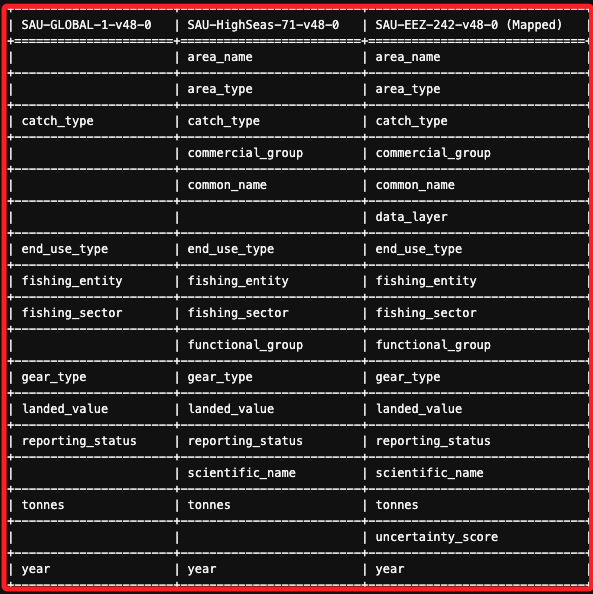 | SAU-GLOBAL-1-v48-0 | SAU-HighSeas-71-v48-0 | SAU-EEZ-242-v48-0 (Mapped) |
| | area_name | area_name |
| | area_type | area_type |
| catch_type | catch_type | catch_type |
| | commercial_group | commercial_group |
| | common_name | common_name |
| | | data_layer |
| end_use_type | end_use_type | end_use_type |
| fishing_entity | fishing_entity | fishing_entity |
| fishing_sector | fishing_sector | fishing_sector |
| | functional_group | functional_group |
| gear_type | gear_type | gear_type |
| landed_value | landed_value | landed_value |
| reporting_status | reporting_status | reporting_status |
| | scientific_name | scientific_name |
| tonnes | tonnes | tonnes |
| | | uncertainty_score |
| year | year | year |